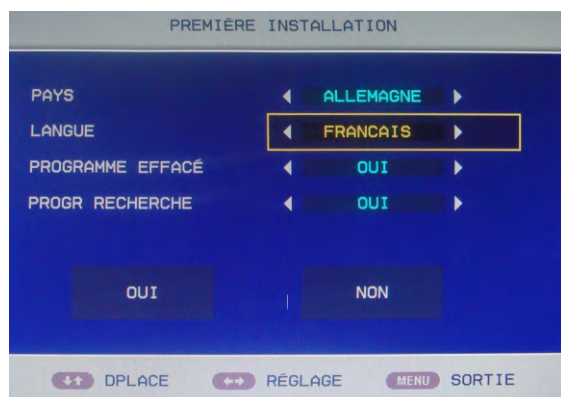 PREMIÈRE INSTALLATION
PAYS ALLEMAGNE
LANGUE FRANCAIS
PROGRAMME EFFACÉ OUI
PROGR RECHERCHE OUI
OUI NON
DPLACE RÉGLAGE MENU SORTIE